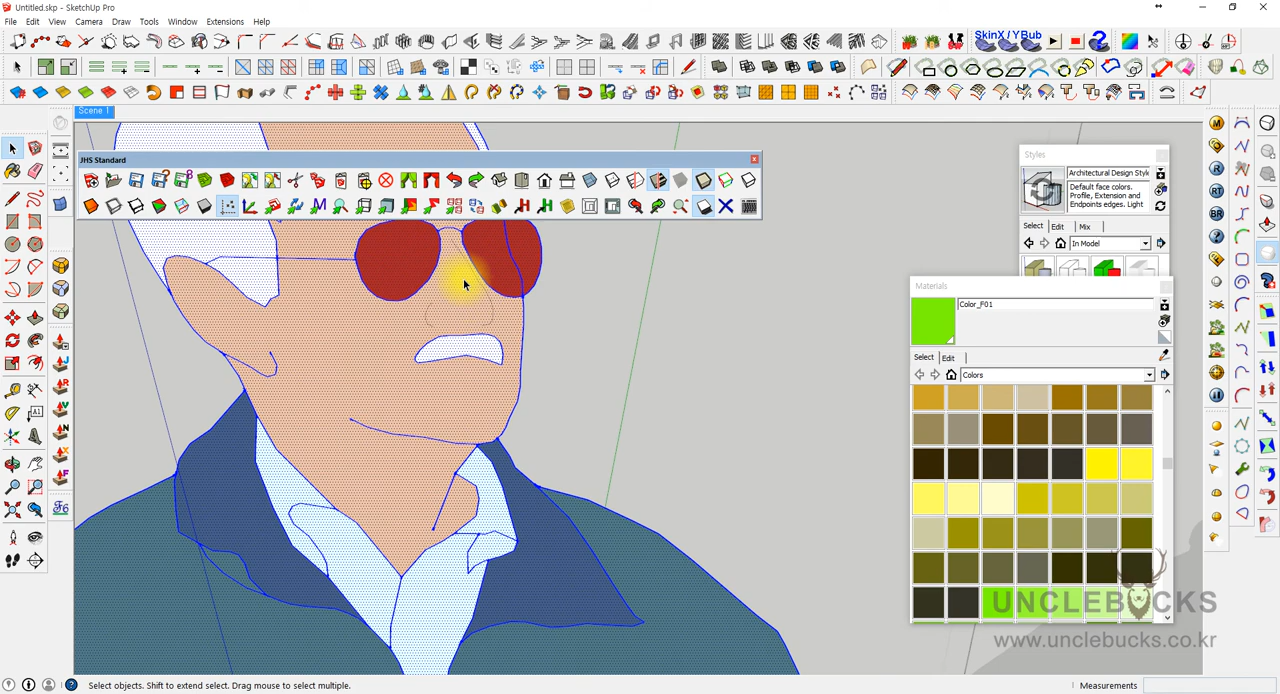 Untitled.skp - SketchUp Pro
File Edit View Camera Draw Tools Window Extensions Help
SkinX / YBub
Scene 1
JHS Standard
Styles
Architectural Design Style
Default face colors.
Profile, Extension and
Endpoints edges. Light
Select Edit Mix
In Model
Materials
Color_F01
Select Edit
Colors
UNCLEBUCKS
www.unclebucks.co.kr
Select objects. Shift to extend select. Drag mouse to select multiple.
Measurements